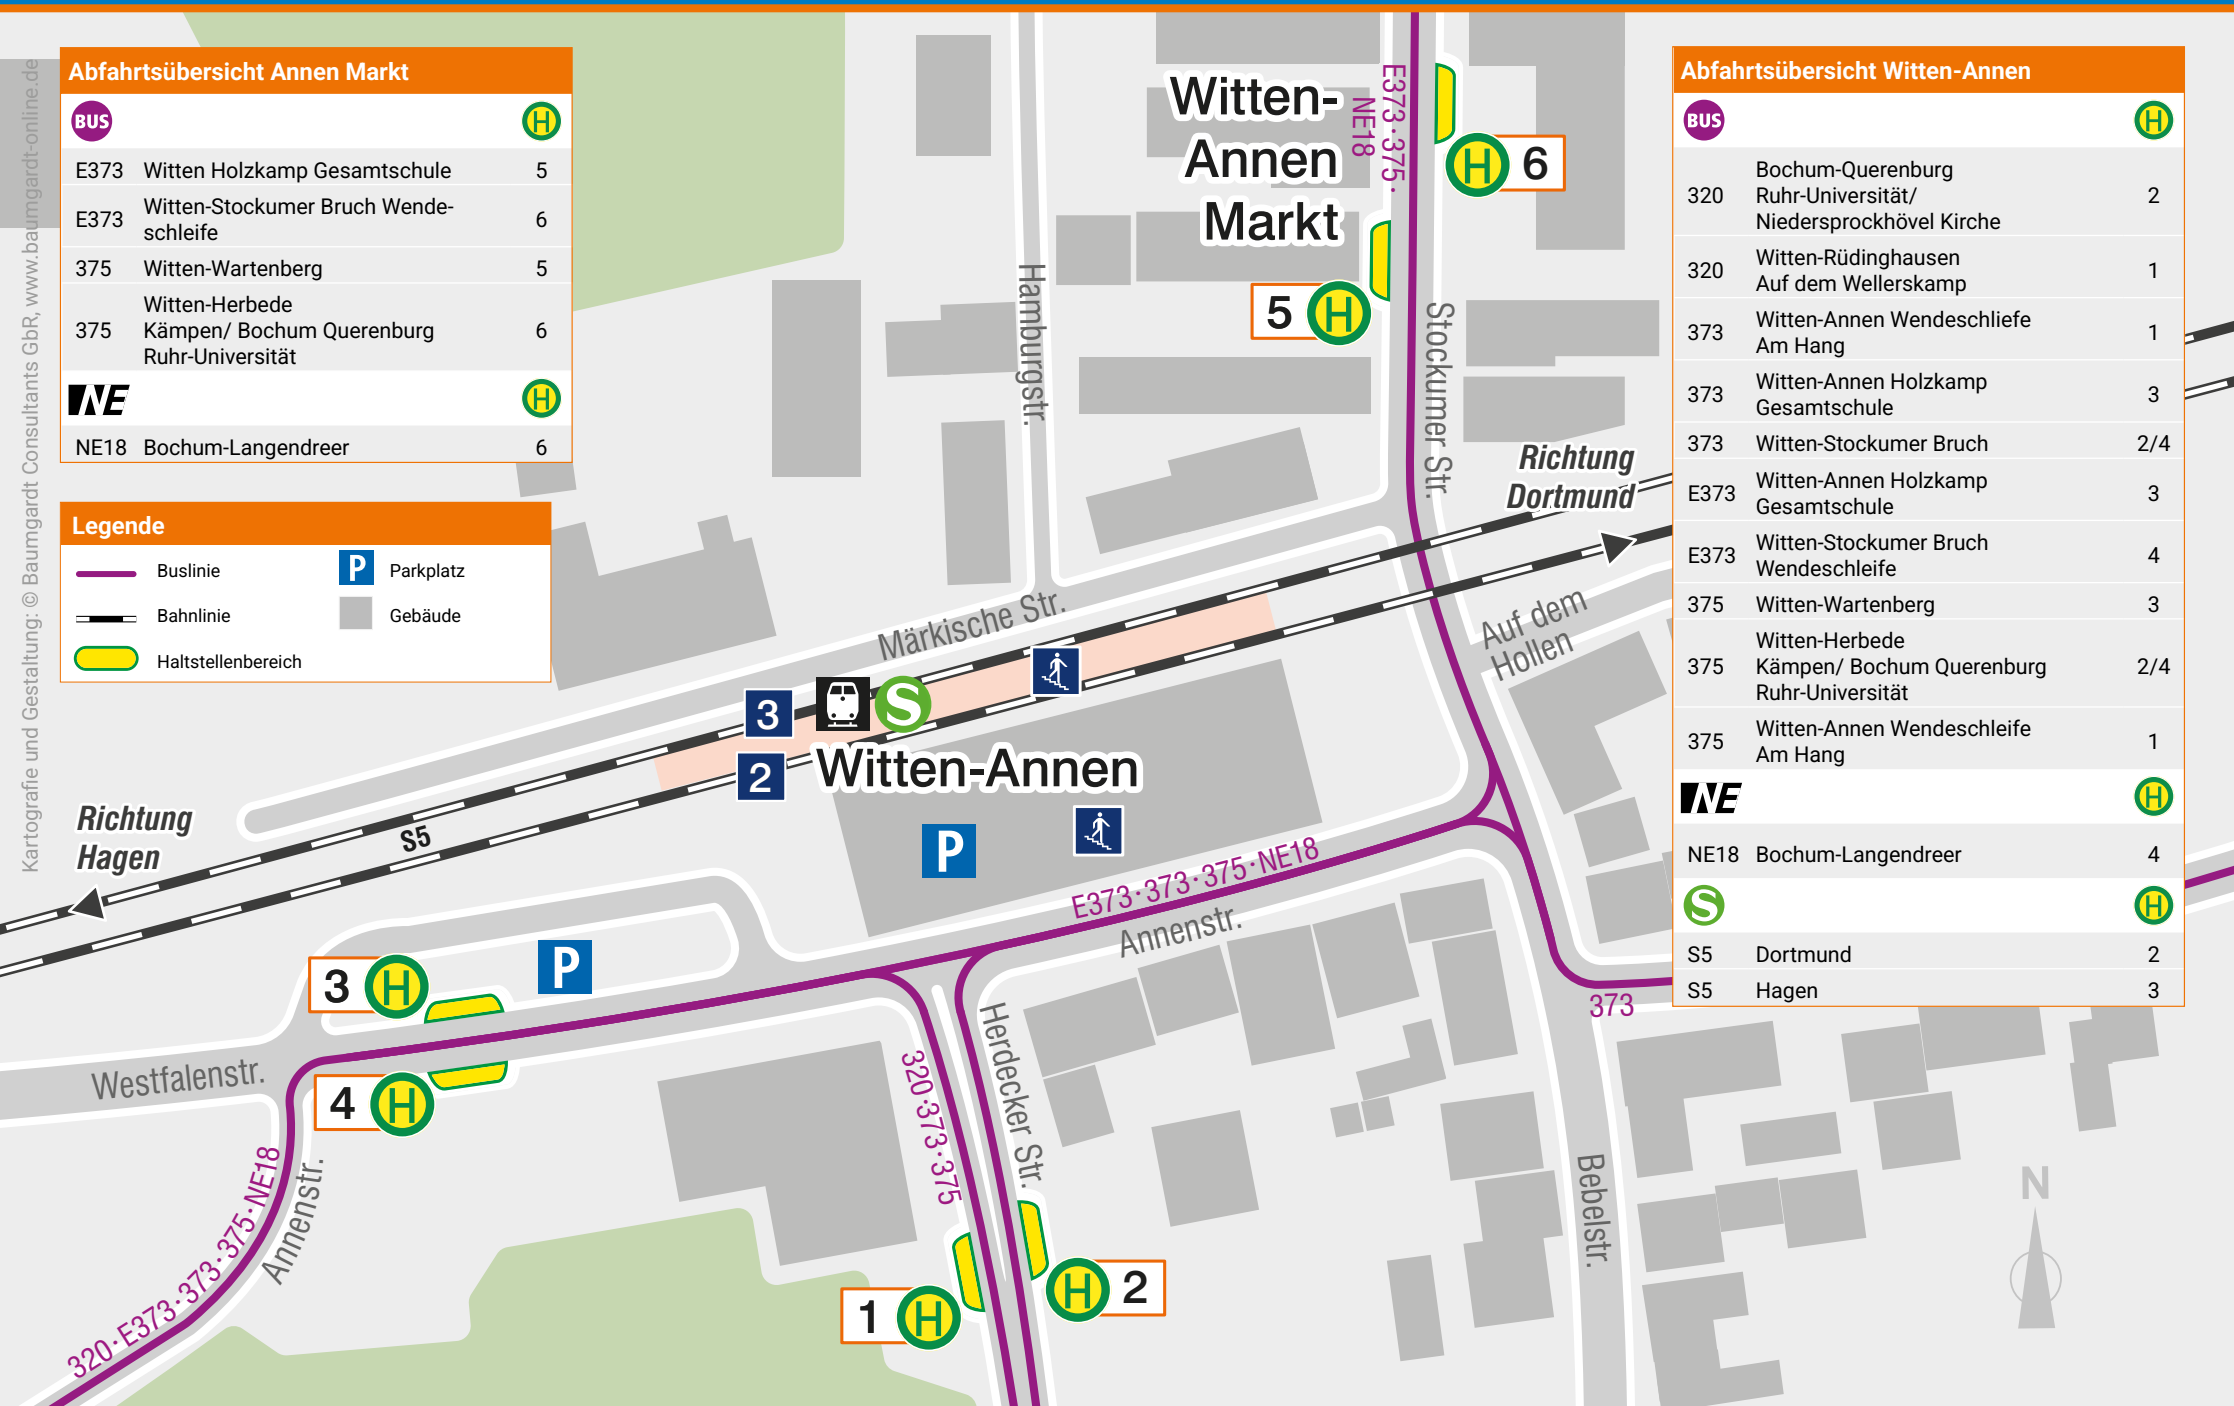 Abfahrtsübersicht Annen Markt
BUS H
E373 Witten Holzkamp Gesamtschule 5
E373 Witten-Stockumer Bruch Wende-
schleife 6
375 Witten-Wartenberg 5
Witten-Herbede
375 Kämpen/ Bochum Querenburg 6
Ruhr-Universität
NE H
NE18 Bochum-Langendreer 6
Legende
Buslinie
P Parkplatz
Bahnlinie
Gebäude
Haltstellenbereich
Kartografie und Gestaltung: © Baumgardt Consultants GbR, www.baumgardt-online.de
Witten-
Annen
Markt
E373·375·
NE18
H 6
5 H
Hamburgstr.
Stockumer Str.
Richtung
Dortmund
Märkische Str.
Auf dem
Hollen
3
S
2
Witten-Annen
P
Richtung
Hagen
S5
E373·373·375·NE18
Annenstr.
P
3 H
4 H
Westfalenstr.
320·E373·373·375·NE18
Annenstr.
320·373·375
Herdecker Str.
1 H
H 2
373
Bebelstr.
N
Abfahrtsübersicht Witten-Annen
BUS H
Bochum-Querenburg
320 Ruhr-Universität/ 2
Niedersprockhövel Kirche
320 Witten-Rüdinghausen
Auf dem Wellerskamp 1
373 Witten-Annen Wendeschliefe
Am Hang 1
373 Witten-Annen Holzkamp
Gesamtschule 3
373 Witten-Stockumer Bruch 2/4
E373 Witten-Annen Holzkamp
Gesamtschule 3
E373 Witten-Stockumer Bruch
Wendeschleife 4
375 Witten-Wartenberg 3
Witten-Herbede
375 Kämpen/ Bochum Querenburg 2/4
Ruhr-Universität
375 Witten-Annen Wendeschleife
Am Hang 1
NE H
NE18 Bochum-Langendreer 4
S H
S5 Dortmund 2
S5 Hagen 3